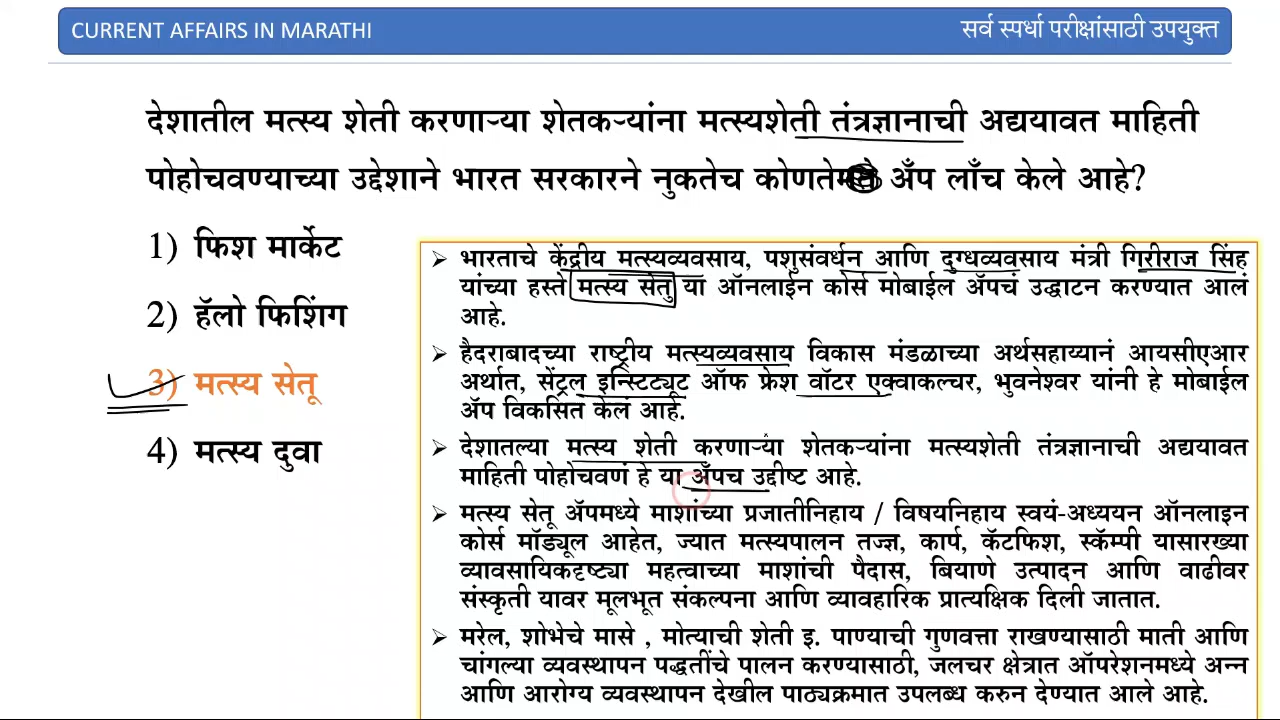 CURRENT AFFAIRS IN MARATHI
सर्व स्पर्धा परीक्षांसाठी उपयुक्त
देशातील मत्स्य शेती करणाऱ्या शेतकऱ्यांना मत्स्यशेती तंत्रज्ञानाची अद्ययावत माहिती
पोहोचवण्याच्या उद्देशाने भारत सरकारने नुकतेच कोणते अँप लाँच केले आहे?
1) फिश मार्केट
2) हॅलो फिशिंग
3) मत्स्य सेतू
4) मत्स्य दुवा
➢ भारताचे केंद्रीय मत्स्यव्यवसाय, पशुसंवर्धन आणि दुग्धव्यवसाय मंत्री गिरीराज सिंह
यांच्या हस्ते मत्स्य सेतु या ऑनलाईन कोर्स मोबाईल ॲपचं उद्घाटन करण्यात आलं
आहे.
➢ हैदराबादच्या राष्ट्रीय मत्स्यव्यवसाय विकास मंडळाच्या अर्थसहाय्यानं आयसीएआर
अर्थात, सेंट्रल इन्स्टिट्यूट ऑफ फ्रेश वॉटर एक्वाकल्चर, भुवनेश्वर यांनी हे मोबाईल
ॲप विकसित केलं आहे.
➢ देशातल्या मत्स्य शेती करणाऱ्या शेतकऱ्यांना मत्स्यशेती तंत्रज्ञानाची अद्ययावत
माहिती पोहोचवणं हे या ॲपच उद्दीष्ट आहे.
➢ मत्स्य सेतू ॲपमध्ये माशांच्या प्रजातीनिहाय / विषयनिहाय स्वयं-अध्ययन ऑनलाइन
कोर्स मॉड्यूल आहेत, ज्यात मत्स्यपालन तज्ज्ञ, कार्प, कॅटफिश, स्कॅम्पी यासारख्या
व्यावसायिकदृष्ट्या महत्वाच्या माशांची पैदास, बियाणे उत्पादन आणि वाढीवर
संस्कृती यावर मूलभूत संकल्पना आणि व्यावहारिक प्रात्यक्षिक दिली जातात.
➢ मरेल, शोभेचे मासे , मोत्याची शेती इ. पाण्याची गुणवत्ता राखण्यासाठी माती आणि
चांगल्या व्यवस्थापन पद्धतींचे पालन करण्यासाठी, जलचर क्षेत्रात ऑपरेशनमध्ये अन्न
आणि आरोग्य व्यवस्थापन देखील पाठ्यक्रमात उपलब्ध करुन देण्यात आले आहे.